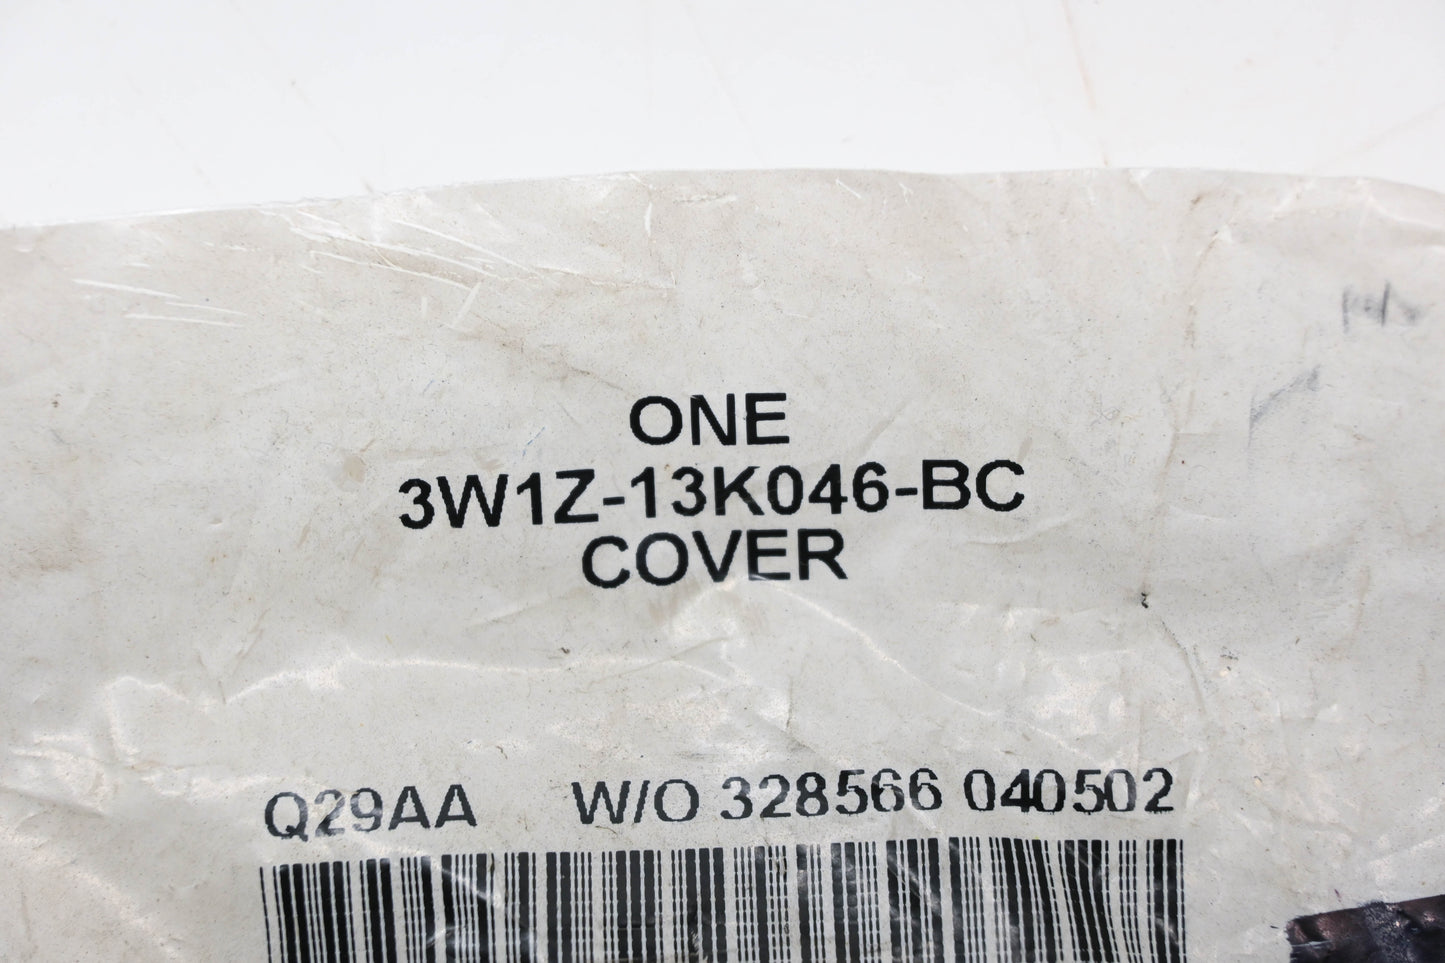 ONE
3W1Z-13K046-BC
COVER
Q29AA W/O 328566 040502